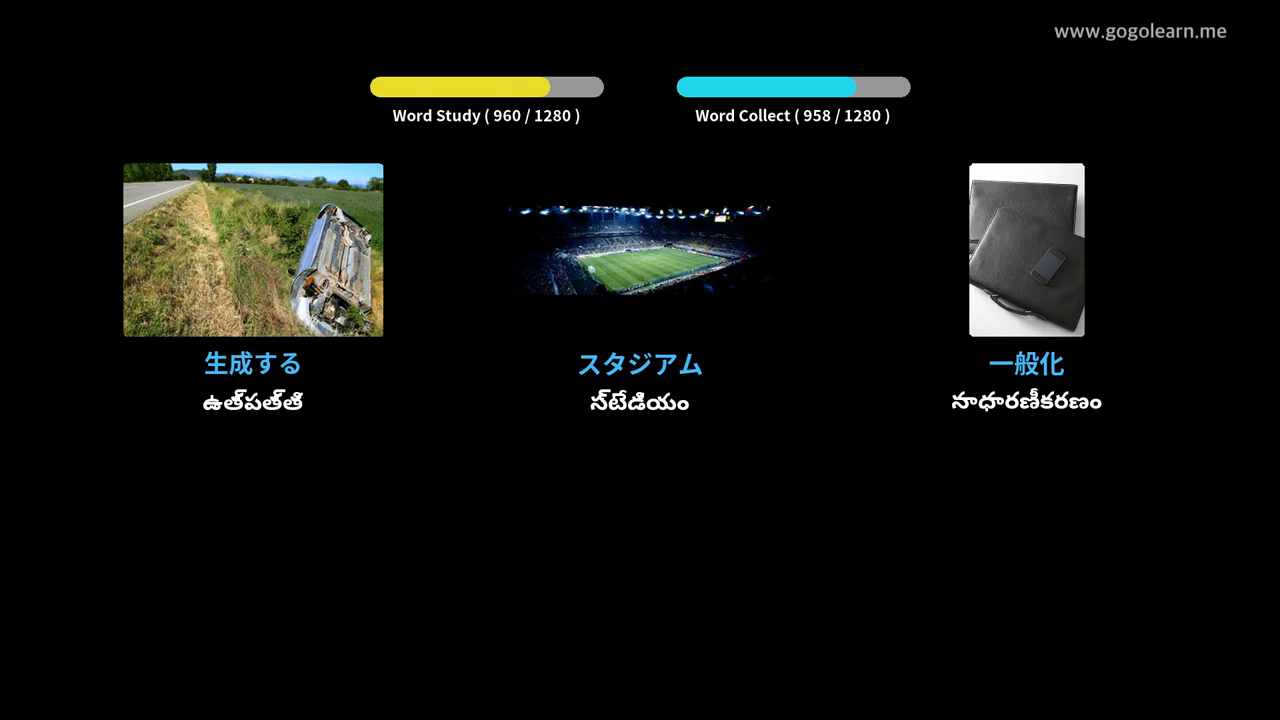 www.gogolearn.me
Word Study ( 960 / 1280 )
Word Collect ( 958 / 1280 )
生成する
ఉత్పత్తి
スタジアム
స్టేడియం
一般化
సాధారణీకరణం